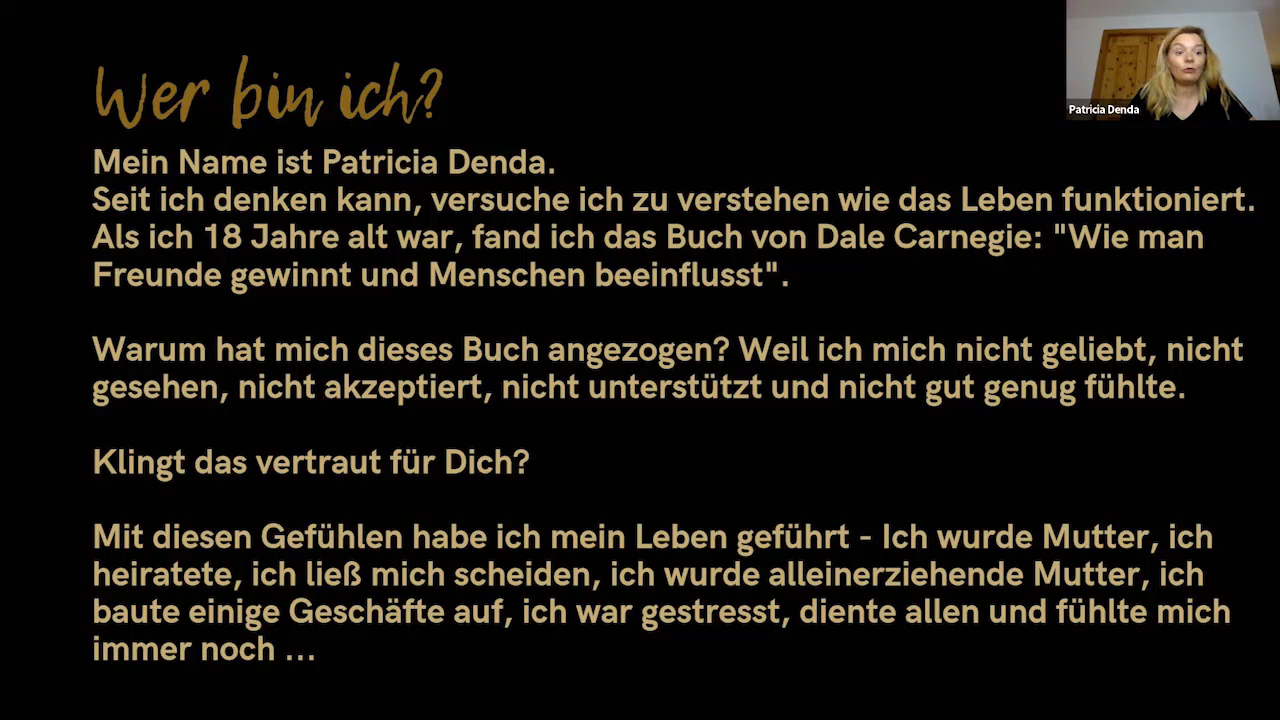 Wer bin ich?
Patricia Denda
Mein Name ist Patricia Denda.
Seit ich denken kann, versuche ich zu verstehen wie das Leben funktioniert.
Als ich 18 Jahre alt war, fand ich das Buch von Dale Carnegie: "Wie man
Freunde gewinnt und Menschen beeinflusst".
Warum hat mich dieses Buch angezogen? Weil ich mich nicht geliebt, nicht
gesehen, nicht akzeptiert, nicht unterstützt und nicht gut genug fühlte.
Klingt das vertraut für Dich?
Mit diesen Gefühlen habe ich mein Leben geführt - Ich wurde Mutter, ich
heiratete, ich ließ mich scheiden, ich wurde alleinerziehende Mutter, ich
baute einige Geschäfte auf, ich war gestresst, diente allen und fühlte mich
immer noch ...